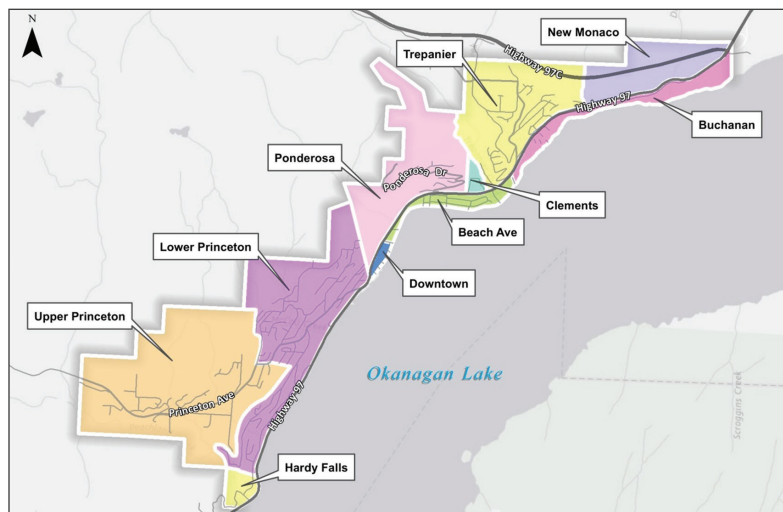 N
New Monaco
Trepanier
Highway 97C
Highway 97
Buchanan
Ponderosa
Ponderosa Dr
Clements
Beach Ave
Lower Princeton
Downtown
Upper Princeton
Okanagan Lake
Princeton Ave
Highway 97
Scroggins Creek
Hardy Falls